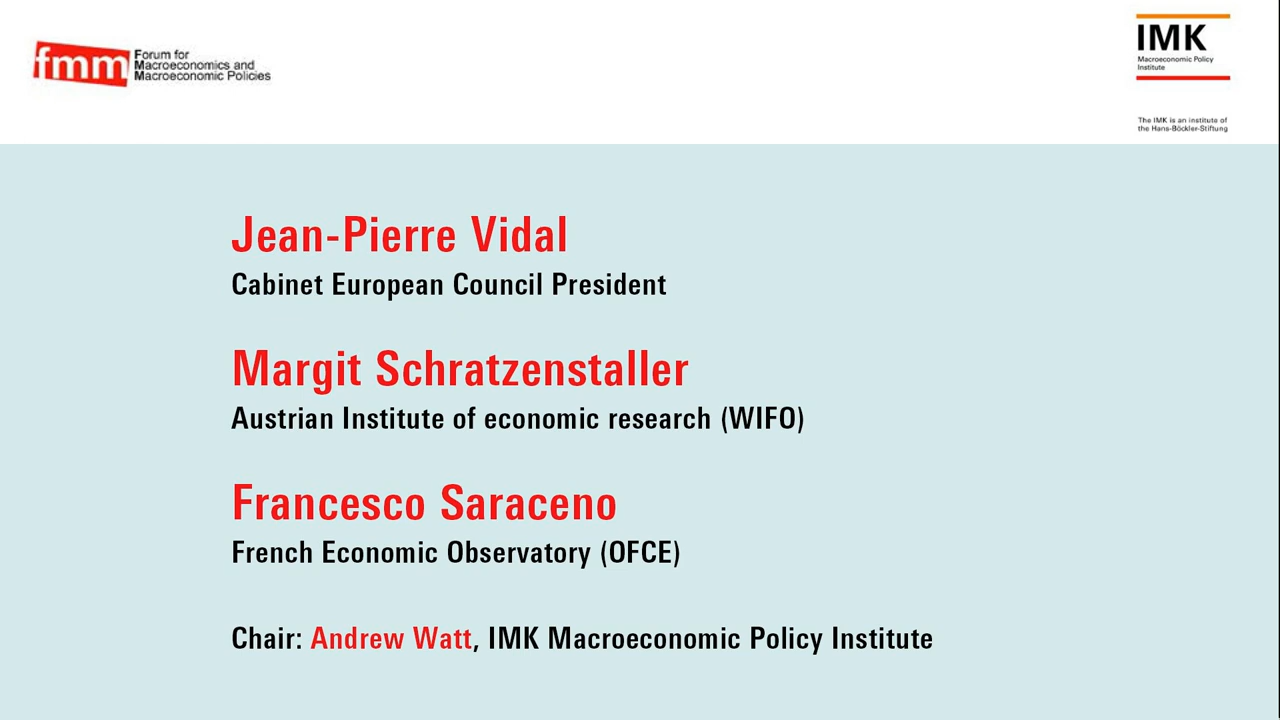 fmm
Forum for
Macroeconomics and
Macroeconomic Policies
IMK
Macroeconomic Policy
Institute
The IMK is an institute of
the Hans-Böckler-Stiftung
Jean-Pierre Vidal
Cabinet European Council President
Margit Schratzenstaller
Austrian Institute of economic research (WIFO)
Francesco Saraceno
French Economic Observatory (OFCE)
Chair: Andrew Watt, IMK Macroeconomic Policy Institute